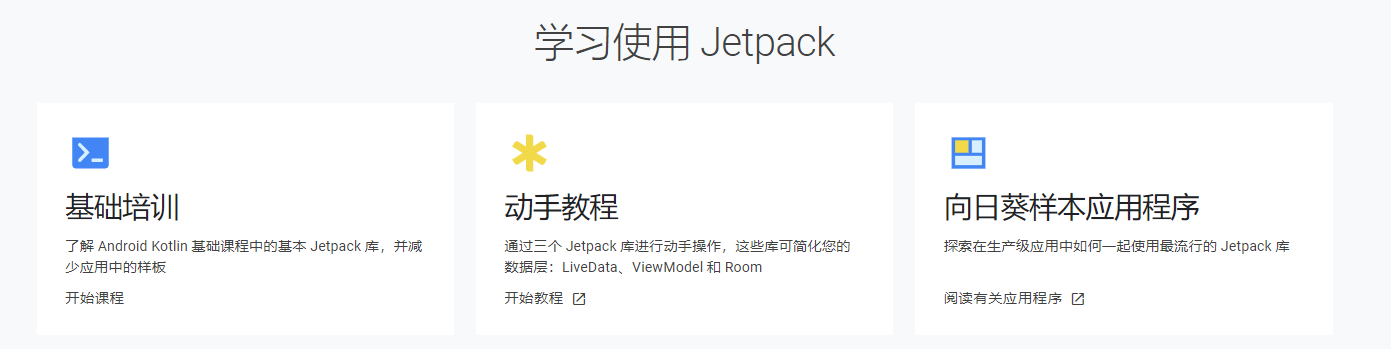 学习使用 Jetpack
基础培训
了解 Android Kotlin 基础课程中的基本 Jetpack 库，并减
少应用中的样板
开始课程
动手教程
通过三个 Jetpack 库进行动手操作，这些库可简化您的
数据层：LiveData、ViewModel 和 Room
开始教程
向日葵样本应用程序
探索在生产级应用中如何一起使用最流行的 Jetpack 库
阅读有关应用程序